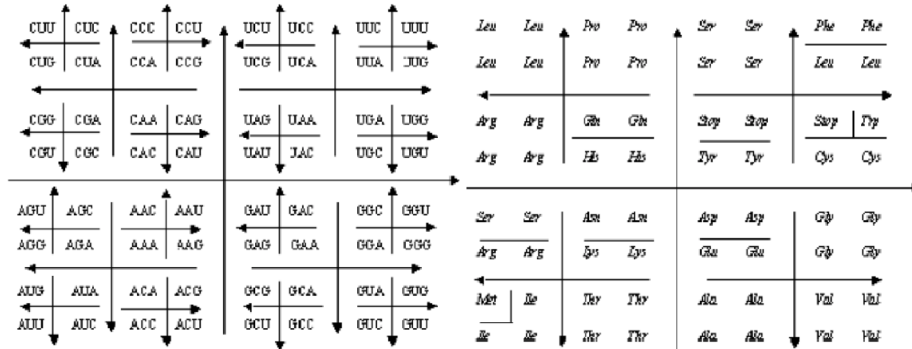 CUU CUC CCC CCU UCU UCC UUC UUU Leu Leu Pro Pro Ser Ser Phe Phe
CUG CUA CCA CCG UCG UCA UUA UUG Leu Leu Pro Pro Ser Ser Leu Leu
CGG CGA CAA CAG UAG UAA UGA UGG Arg Arg Gln Gln Stop Stop Stop Trp
CGU CGC CAC CAU UAU UAC UGC UGU Arg Arg His His Tyr Tyr Cys Cys
AGU AGC AAC AAU GAU GAC GGC GGU Ser Ser Asn Asn Asp Asp Gly Gly
AGG AGA AAA AAG GAG GAA GGA GGG Arg Arg Lys Lys Glu Glu Gly Gly
AUG AUA ACA ACG GCG GCA GUA GUG Met Ile Thr Thr Ala Ala Val Val
AUU AUC ACC ACU GCU GCC GUC GUU Ile Ile Thr Thr Ala Ala Val Val